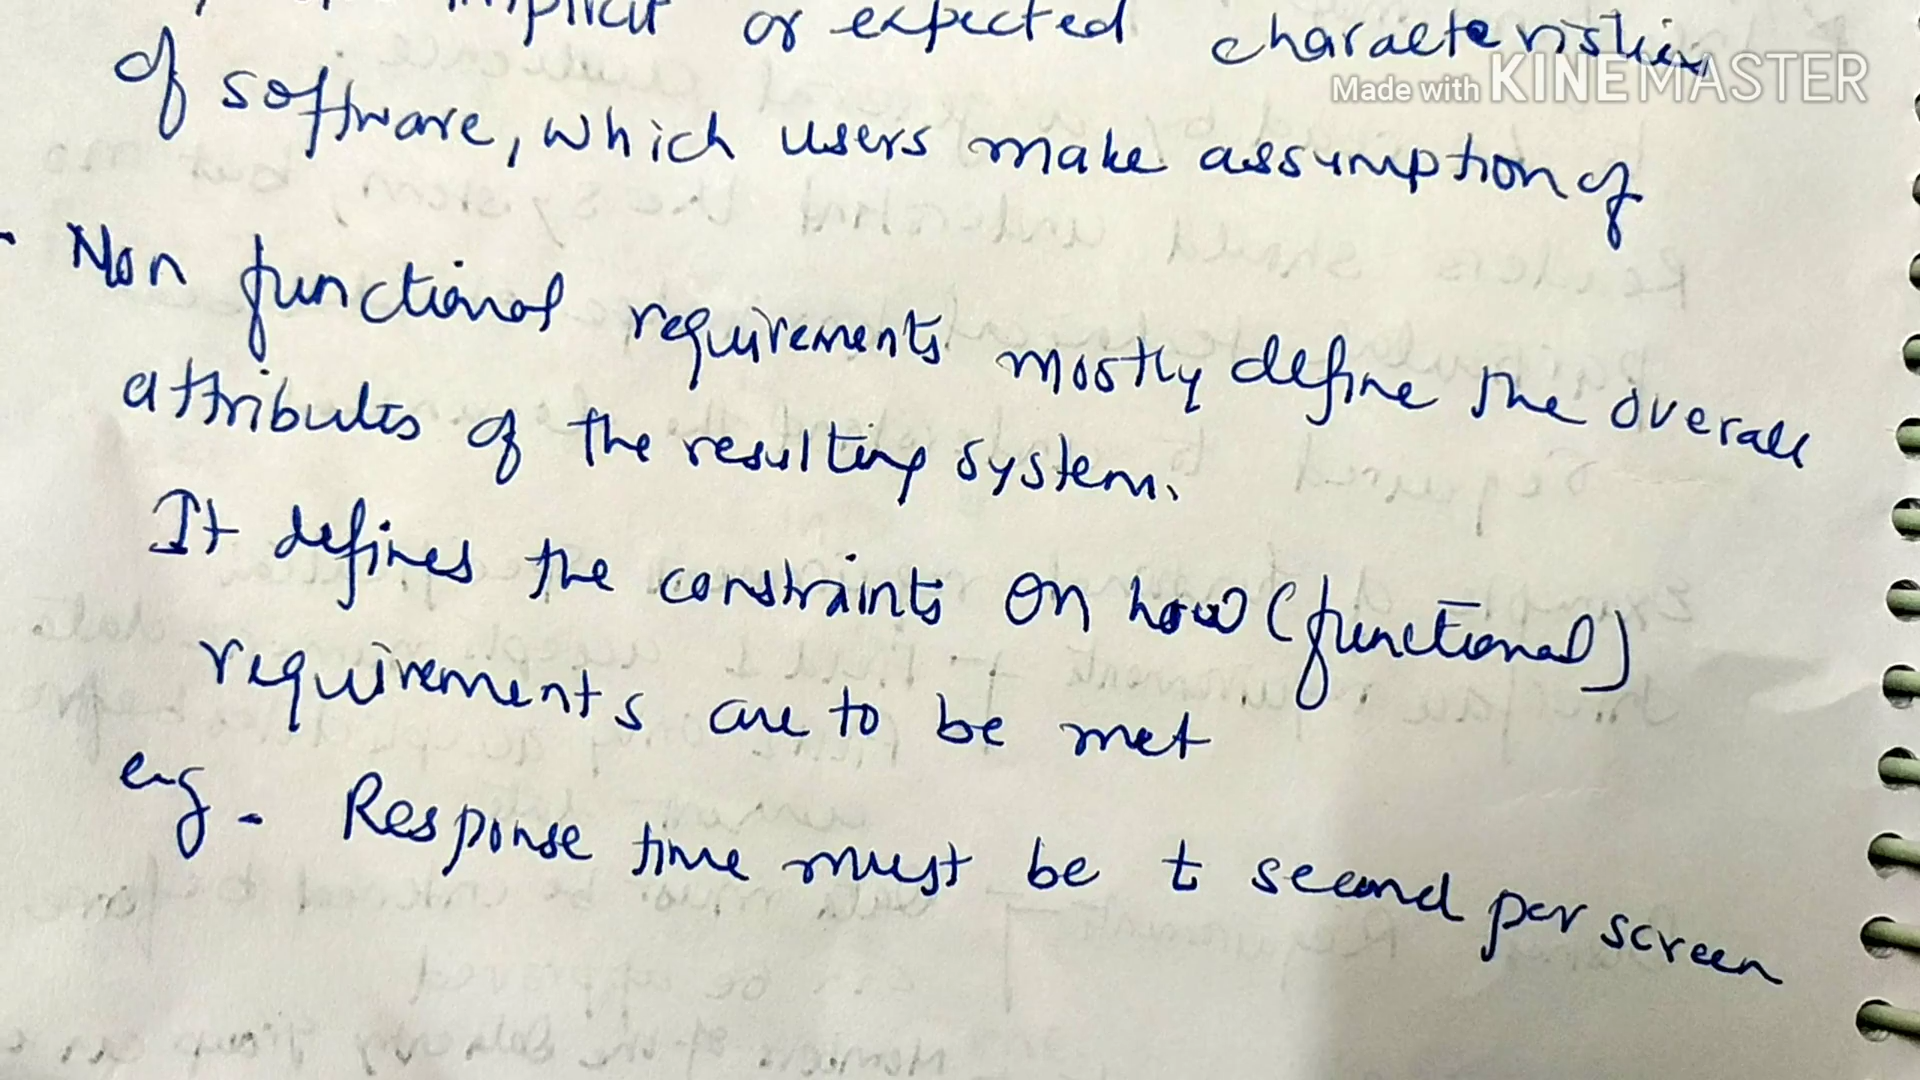 implicit or expected characteristics
Made with KINEMASTER
of software, which users make assumption of
- Non functional requirements mostly define the overall
attributes of the resulting system.
It defines the constraints on how (functional)
requirements are to be met
e.g - Response time must be t second per screen